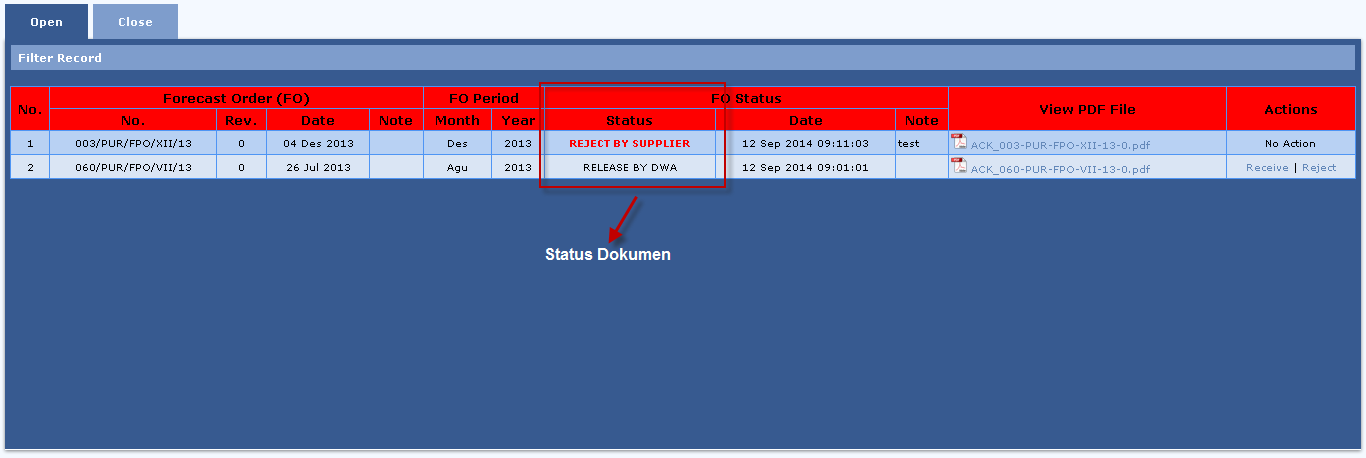 Open Close
Filter Record
No. Forecast Order (FO) FO Period FO Status View PDF File Actions
No. Rev. Date Note Month Year Status Date Note
1 003/PUR/FPO/XII/13 0 04 Des 2013 Des 2013 REJECT BY SUPPLIER 12 Sep 2014 09:11:03 test ACK_003-PUR-FPO-XII-13-0.pdf No Action
2 060/PUR/FPO/VII/13 0 26 Jul 2013 Agu 2013 RELEASE BY DWA 12 Sep 2014 09:01:01 ACK_060-PUR-FPO-VII-13-0.pdf Receive | Reject
Status Dokumen